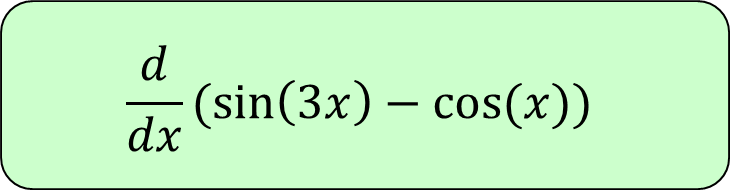 d/dx (sin(3x) − cos(x))